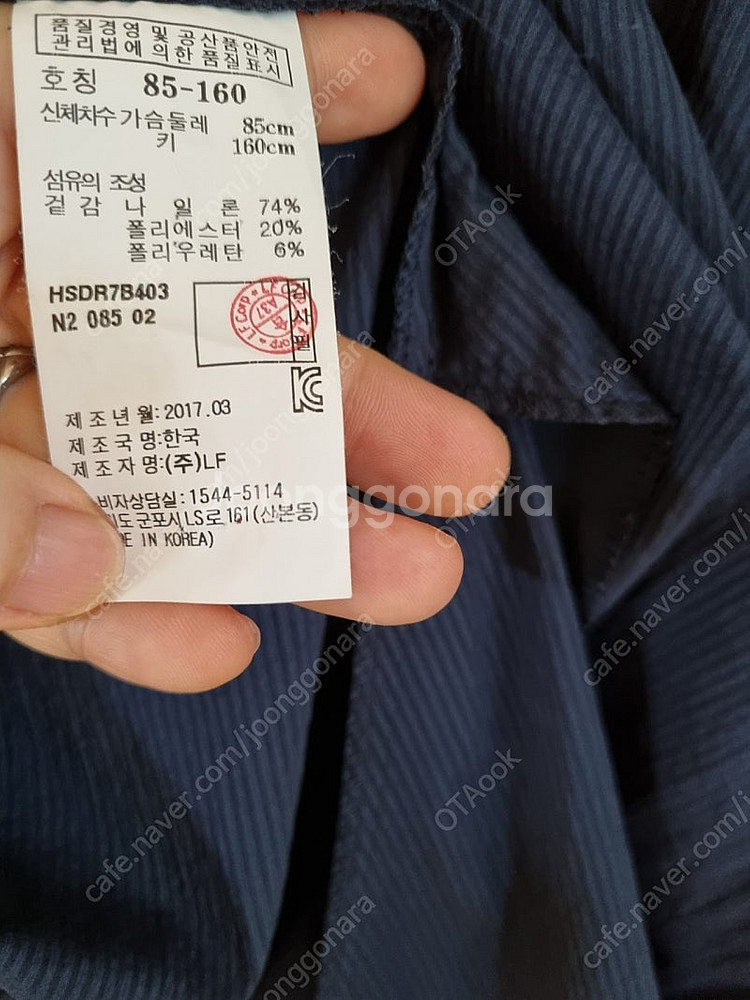 품질경영 및 공산품안전
관리법에 의한 품질표시
호칭 85-160
신체치수 가슴둘레 85cm
키 160cm
섬유의 조성
겉감 나일론 74%
폴리에스터 20%
폴리우레탄 6%
HSDR7B403
N2 085 02
검사필
LF Corp
A37
제조년월:2017.03
제조국명:한국
제조자명:(주)LF
비자상담실:1544-5114
도 군포시 LS로 161(산본동)
E IN KOREA)
joonggonara
OTAook
cafe.naver.com/joonggonara